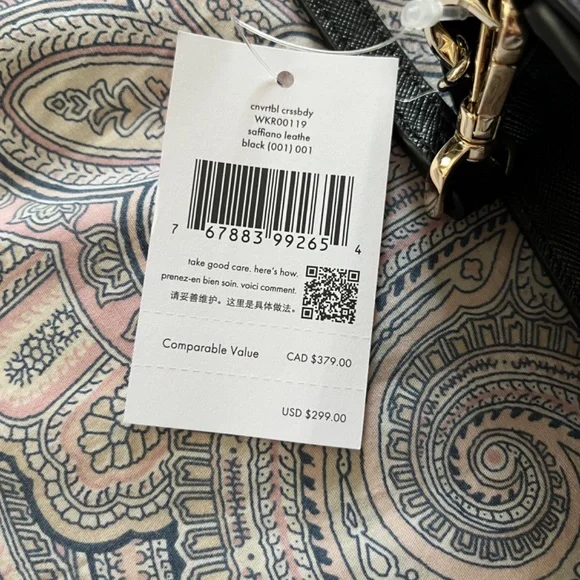 cnvrtbl crssbdy
WKR00119
saffiano leathe
black (001) 001
7 67883 99265 4
take good care. here's how.
prenez-en bien soin. voici comment.
请妥善维护。这里是具体做法。
Comparable Value CAD $379.00
USD $299.00